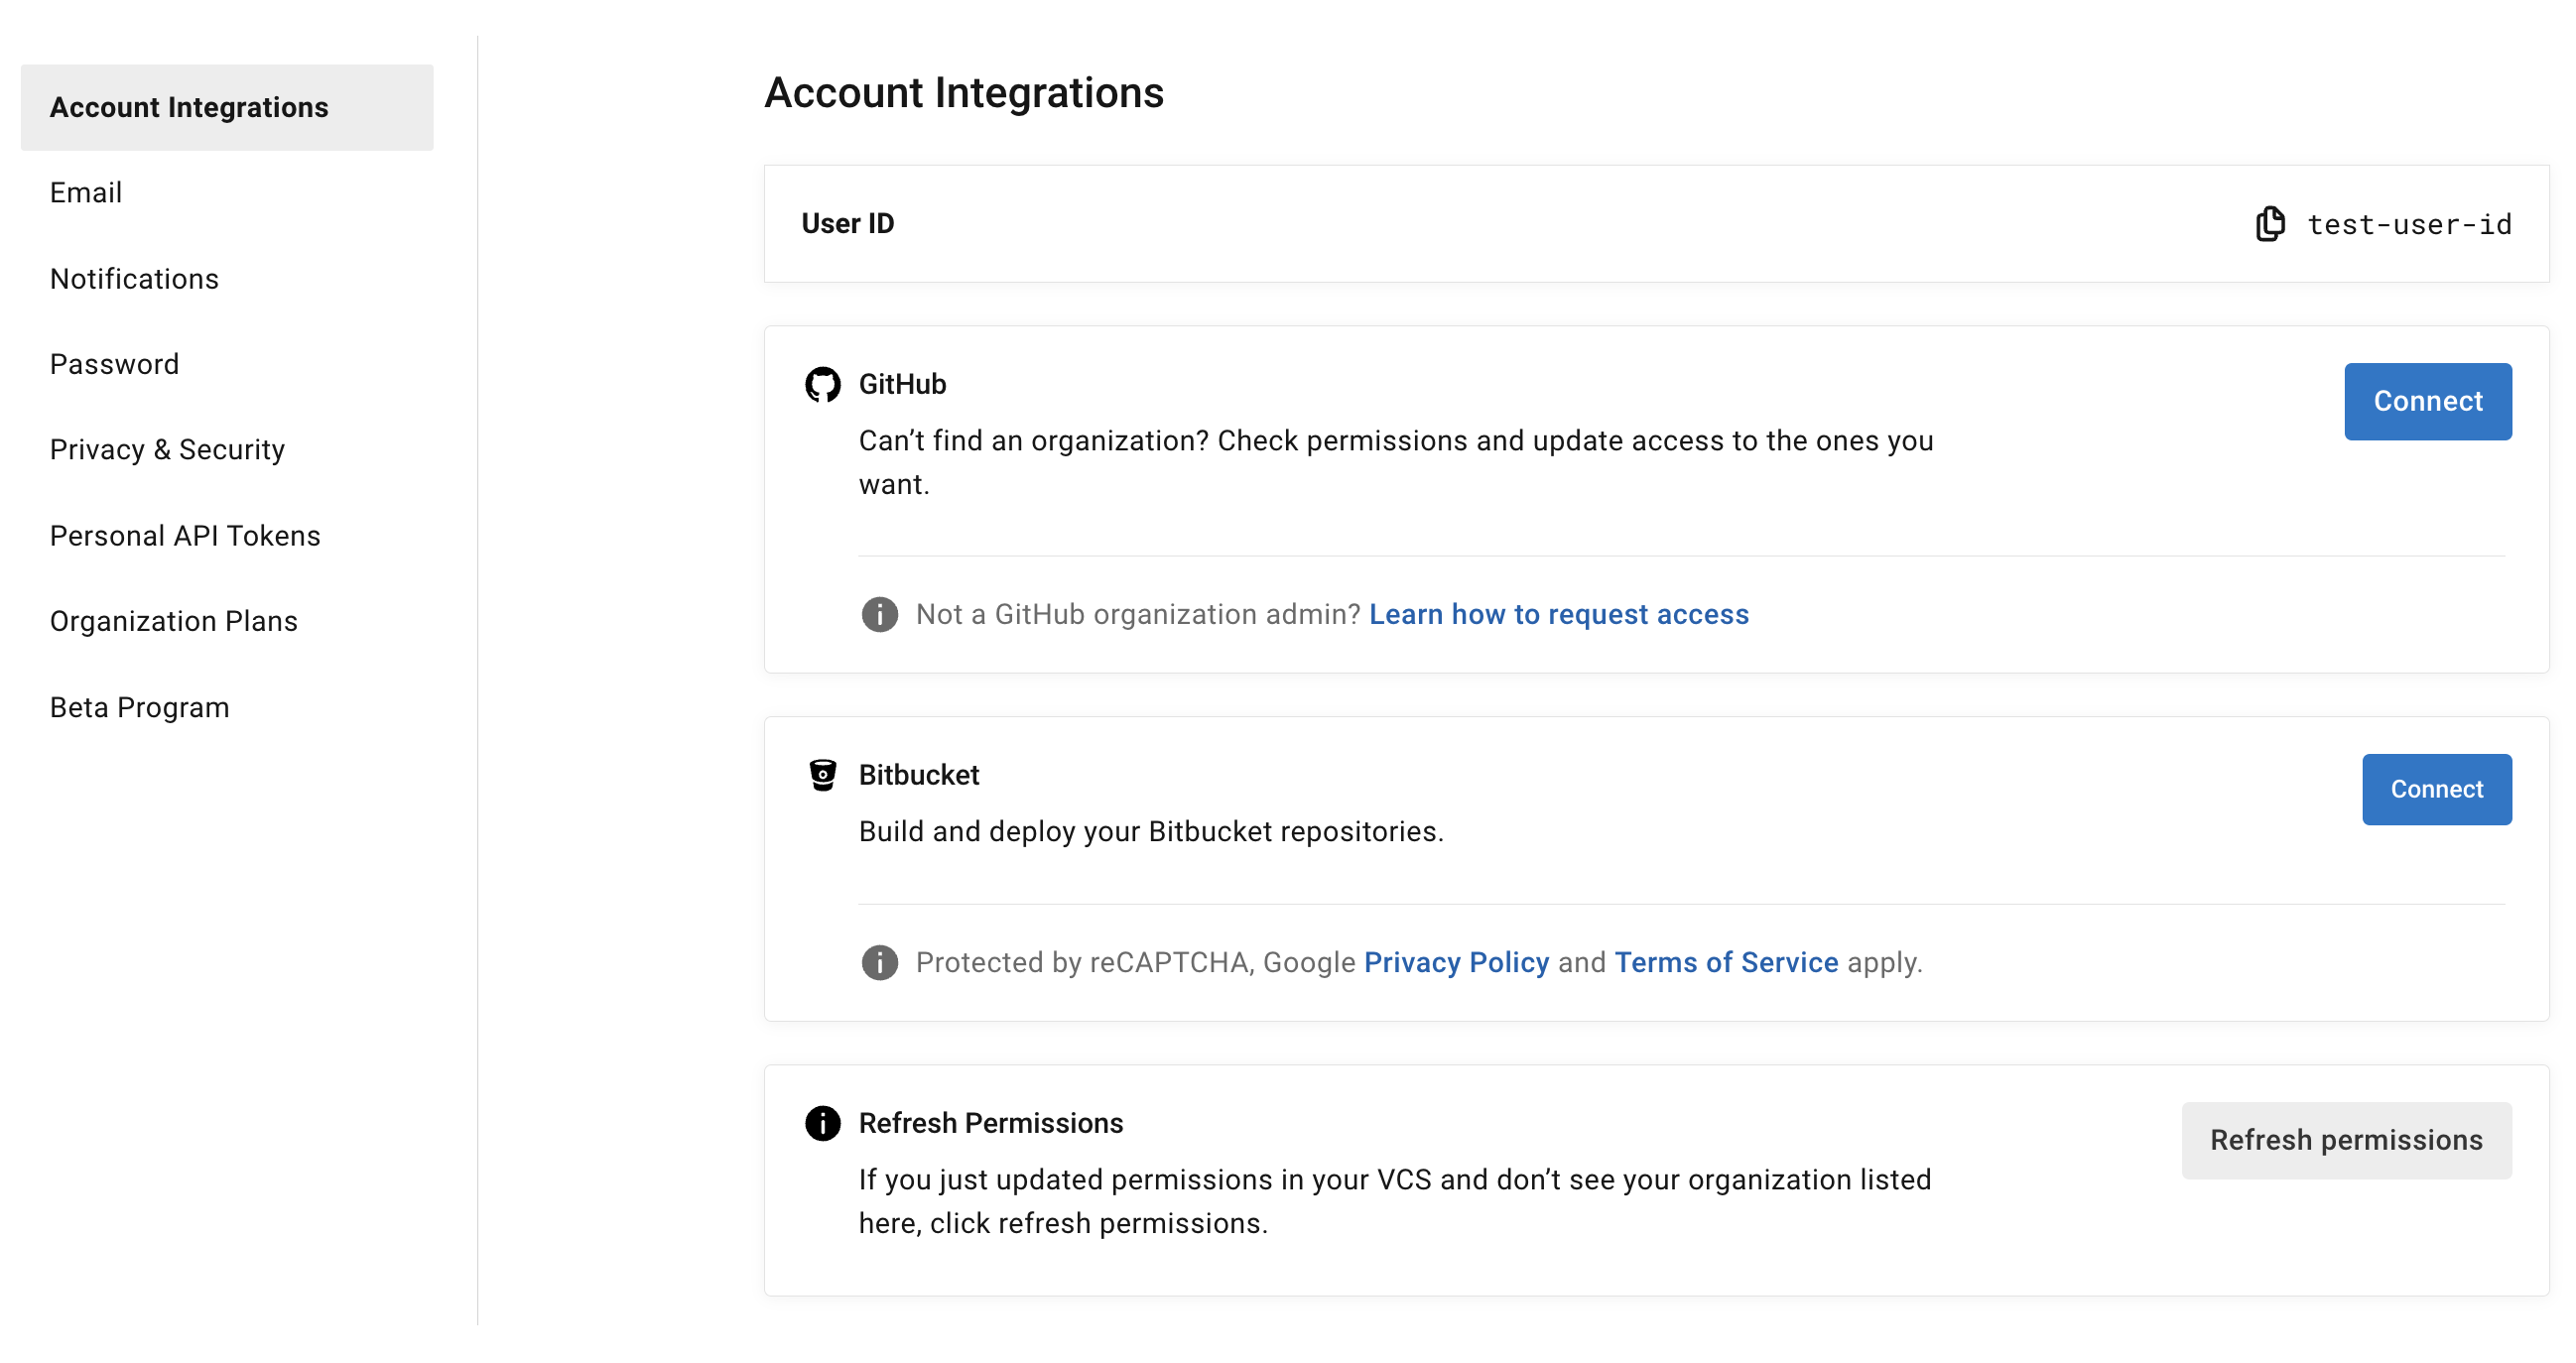 Account Integrations
Email
Notifications
Password
Privacy & Security
Personal API Tokens
Organization Plans
Beta Program
Account Integrations
User ID
test-user-id
GitHub
Connect
Can’t find an organization? Check permissions and update access to the ones you
want.
Not a GitHub organization admin? Learn how to request access
Bitbucket
Connect
Build and deploy your Bitbucket repositories.
Protected by reCAPTCHA, Google Privacy Policy and Terms of Service apply.
Refresh Permissions
Refresh permissions
If you just updated permissions in your VCS and don’t see your organization listed
here, click refresh permissions.